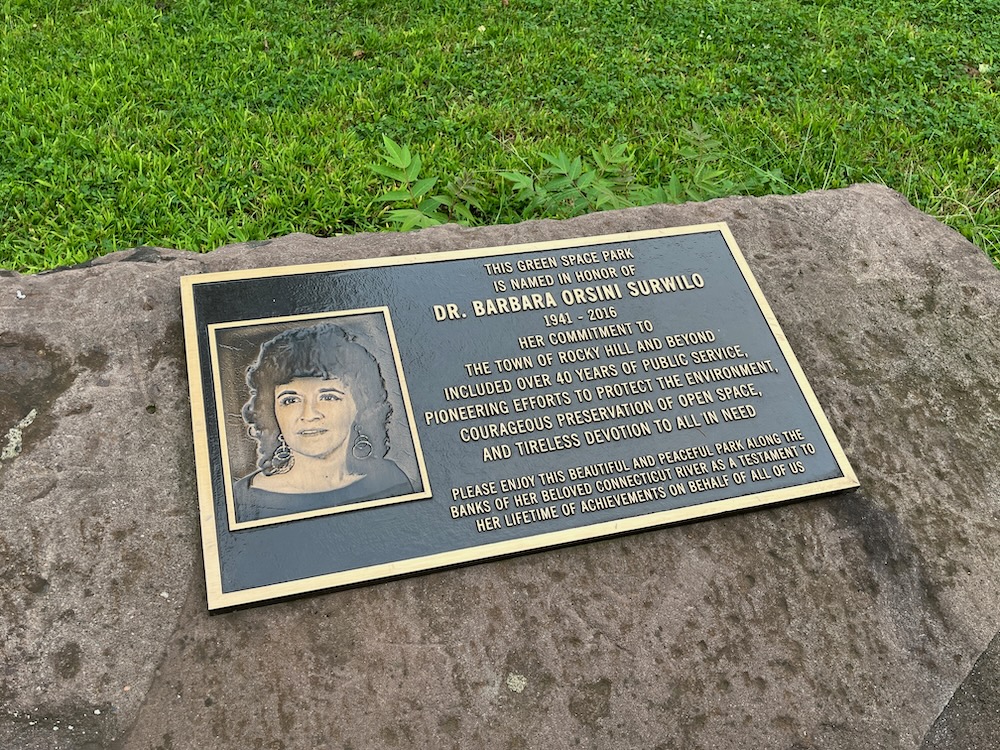 THIS GREEN SPACE PARK
IS NAMED IN HONOR OF
DR. BARBARA ORSINI SURWILO
1941 - 2016
HER COMMITMENT TO
THE TOWN OF ROCKY HILL AND BEYOND
INCLUDED OVER 40 YEARS OF PUBLIC SERVICE,
PIONEERING EFFORTS TO PROTECT THE ENVIRONMENT,
COURAGEOUS PRESERVATION OF OPEN SPACE,
AND TIRELESS DEVOTION TO ALL IN NEED
PLEASE ENJOY THIS BEAUTIFUL AND PEACEFUL PARK ALONG THE
BANKS OF HER BELOVED CONNECTICUT RIVER AS A TESTAMENT TO
HER LIFETIME OF ACHIEVEMENTS ON BEHALF OF ALL OF US